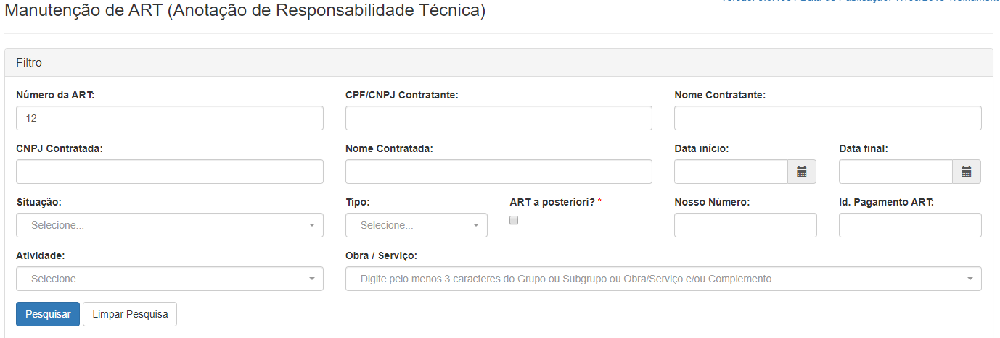 Manutenção de ART (Anotação de Responsabilidade Técnica)
Filtro
Número da ART: CPF/CNPJ Contratante: Nome Contratante:
12
CNPJ Contratada: Nome Contratada: Data início: Data final:
Situação: Tipo: ART a posteriori? * Nosso Número: Id. Pagamento ART:
Selecione... Selecione...
Atividade: Obra / Serviço:
Selecione... Digite pelo menos 3 caracteres do Grupo ou Subgrupo ou Obra/Serviço e/ou Complemento
Pesquisar Limpar Pesquisa